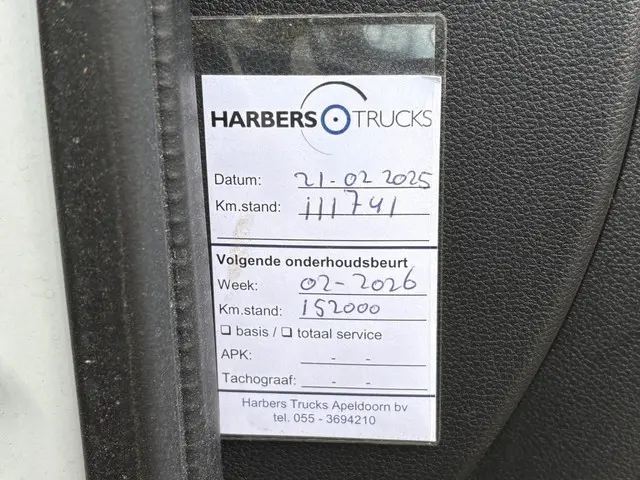 HARBERS TRUCKS
Datum: 21-02 2025
Km.stand: 111741
Volgende onderhoudsbeurt
Week: 02-2026
Km.stand: 152000
☐ basis / ☐ totaal service
APK: - -
Tachograaf: - -
Harbers Trucks Apeldoorn bv
tel. 055 - 3694210